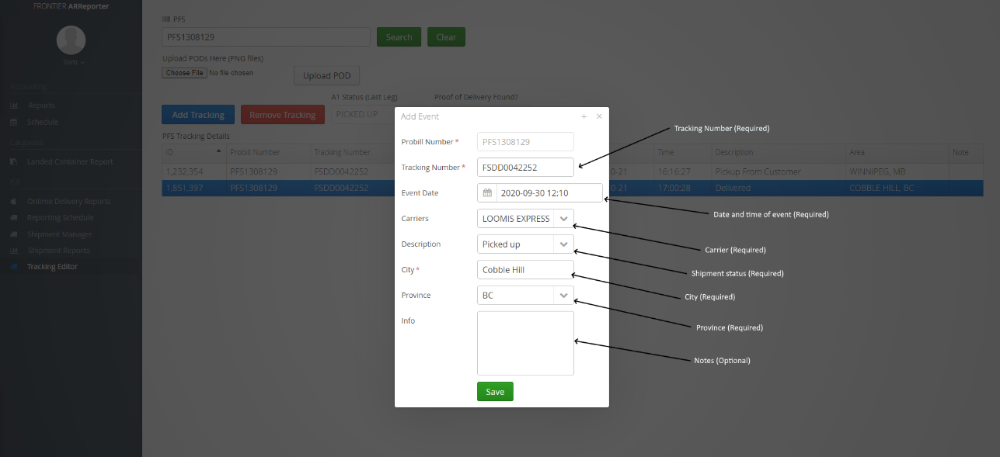 FRONTIER ARReporter
Tom
Accounting
Reports
Schedule
Cargowise
Landed Container Report
ISR
Ontime Delivery Reports
Reporting Schedule
Shipment Manager
Shipment Reports
Tracking Editor
PFS
PFS1308129
Search
Clear
Upload PODs Here (PNG files)
Choose File No file chosen
Upload POD
A1 Status (Last Leg)
Proof of Delivery Found?
Add Tracking
Remove Tracking
PICKED UP
PFS Tracking Details
ID Probill Number Tracking Number Time Description Area Note
1,232,354 PFS1308129 FSDD0042252 0-21 16:16:27 Pickup From Customer WINNIPEG, MB
1,851,397 PFS1308129 FSDD0042252 0-21 17:00:28 Delivered COBBLE HILL, BC
Add Event + ×
Probill Number * PFS1308129
Tracking Number * FSDD0042252
Event Date 2020-09-30 12:10
Carriers LOOMIS EXPRESS
Description Picked up
City * Cobble Hill
Province BC
Info
Save
Tracking Number (Required)
Date and time of event (Required)
Carrier (Required)
Shipment status (Required)
City (Required)
Province (Required)
Notes (Optional)